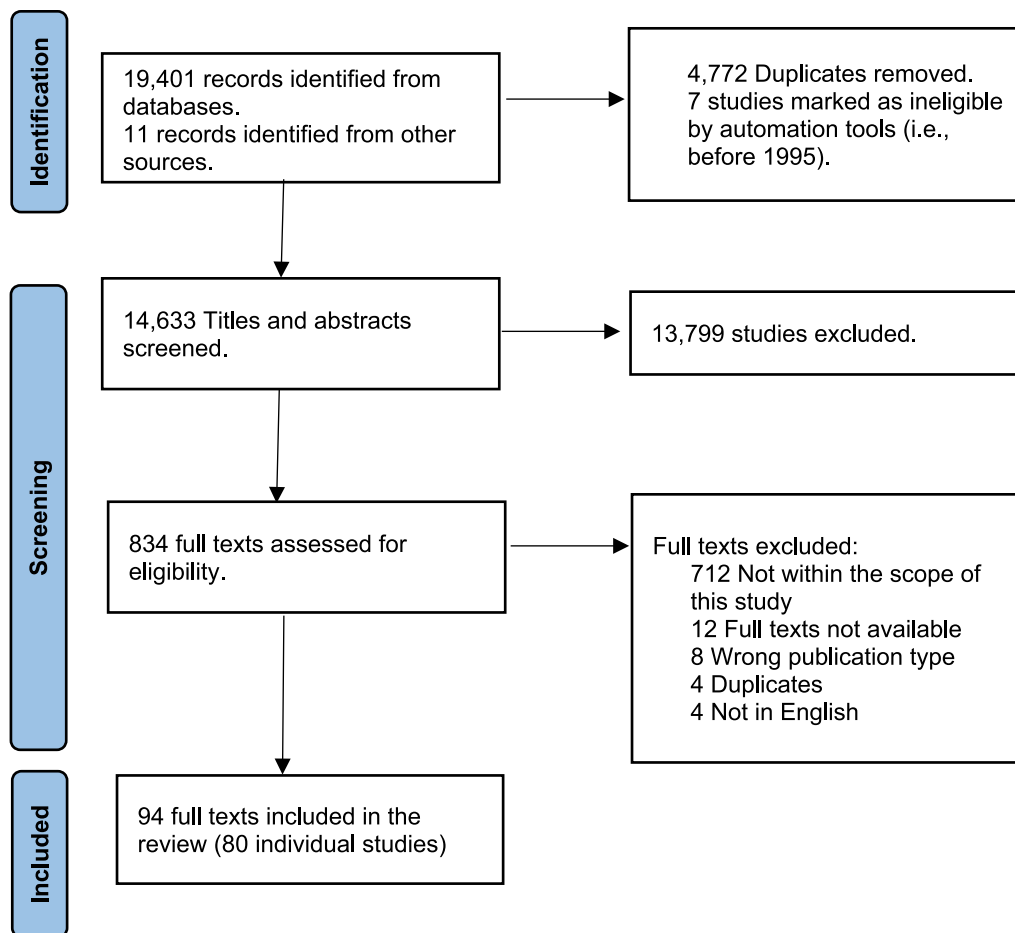 Identification
19,401 records identified from
databases.
11 records identified from other
sources.
4,772 Duplicates removed.
7 studies marked as ineligible
by automation tools (i.e.,
before 1995).
Screening
14,633 Titles and abstracts
screened.
13,799 studies excluded.
834 full texts assessed for
eligibility.
Full texts excluded:
712 Not within the scope of
this study
12 Full texts not available
8 Wrong publication type
4 Duplicates
4 Not in English
Included
94 full texts included in the
review (80 individual studies)